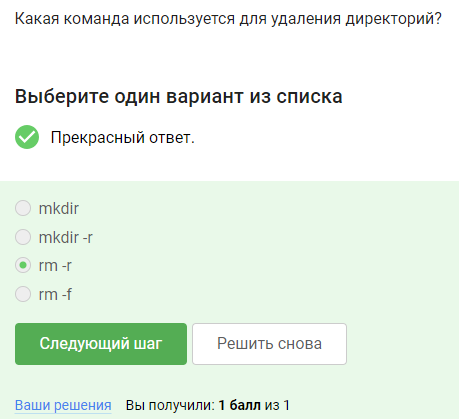 Какая команда используется для удаления директорий?
Выберите один вариант из списка
Прекрасный ответ.
mkdir
mkdir -r
rm -r
rm -f
Следующий шаг Решить снова
Ваши решения Вы получили: 1 балл из 1